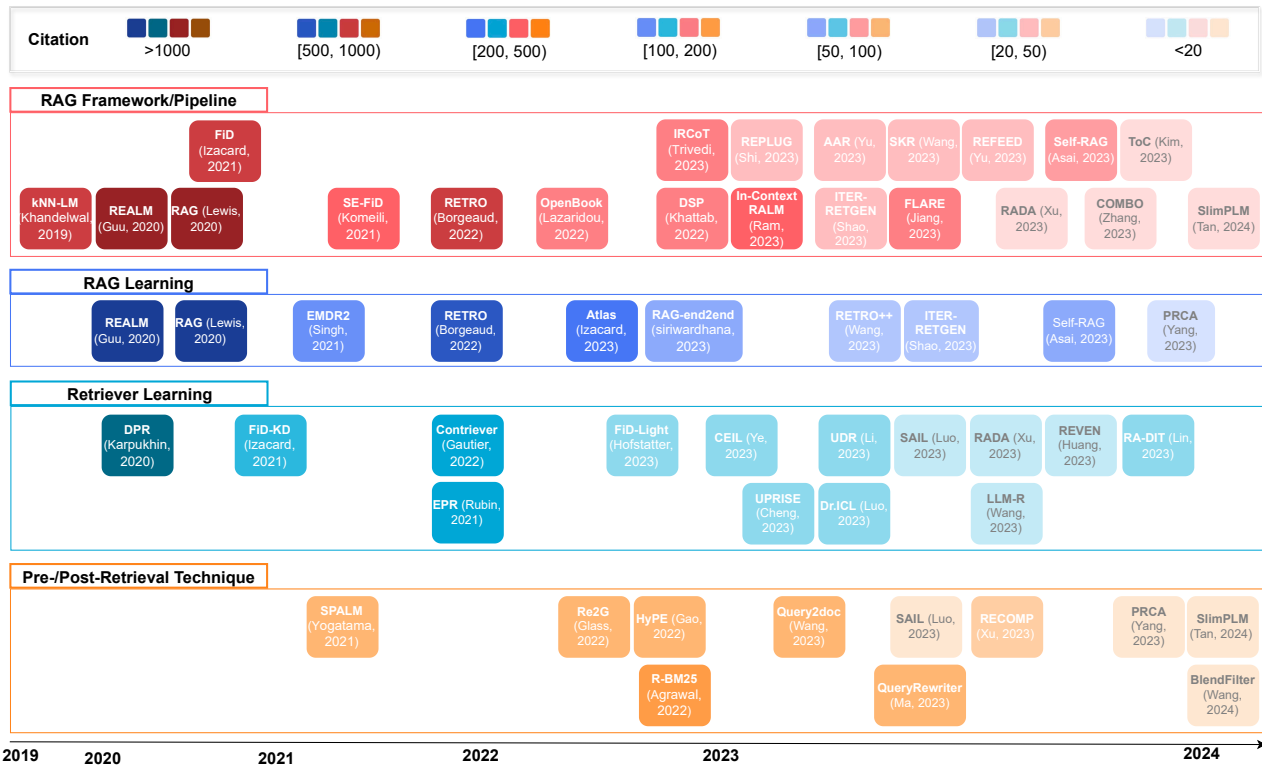 Citation
>1000
[500, 1000)
[200, 500)
[100, 200)
[50, 100)
[20, 50)
<20
RAG Framework/Pipeline
FiD
(Izacard,
2021)
IRCoT
(Trivedi,
2023)
REPLUG
(Shi, 2023)
AAR (Yu,
2023)
SKR (Wang,
2023)
REFEED
(Yu, 2023)
Self-RAG
(Asai, 2023)
ToC (Kim,
2023)
kNN-LM
(Khandelwal,
2019)
REALM
(Guu, 2020)
RAG (Lewis,
2020)
SE-FiD
(Komeili,
2021)
RETRO
(Borgeaud,
2022)
OpenBook
(Lazaridou,
2022)
DSP
(Khattab,
2022)
In-Context
RALM
(Ram,
2023)
ITER-
RETGEN
(Shao, 2023)
FLARE
(Jiang,
2023)
RADA (Xu,
2023)
COMBO
(Zhang,
2023)
SlimPLM
(Tan, 2024)
RAG Learning
REALM
(Guu, 2020)
RAG (Lewis,
2020)
EMDR2
(Singh,
2021)
RETRO
(Borgeaud,
2022)
Atlas
(Izacard,
2023)
RAG-end2end
(siriwardhana,
2023)
RETRO++
(Wang,
2023)
ITER-
RETGEN
(Shao, 2023)
Self-RAG
(Asai, 2023)
PRCA
(Yang,
2023)
Retriever Learning
DPR
(Karpukhin,
2020)
FiD-KD
(Izacard,
2021)
Contriever
(Gautier,
2022)
FiD-Light
(Hofstatter,
2023)
CEIL (Ye,
2023)
UDR (Li,
2023)
SAIL (Luo,
2023)
RADA (Xu,
2023)
REVEN
(Huang,
2023)
RA-DIT (Lin,
2023)
EPR (Rubin,
2021)
UPRISE
(Cheng,
2023)
Dr.ICL (Luo,
2023)
LLM-R
(Wang,
2023)
Pre-/Post-Retrieval Technique
SPALM
(Yogatama,
2021)
Re2G
(Glass,
2022)
HyPE (Gao,
2022)
Query2doc
(Wang,
2023)
SAIL (Luo,
2023)
RECOMP
(Xu, 2023)
PRCA
(Yang,
2023)
SlimPLM
(Tan, 2024)
R-BM25
(Agrawal,
2022)
QueryRewriter
(Ma, 2023)
BlendFilter
(Wang,
2024)
2019
2020
2021
2022
2023
2024